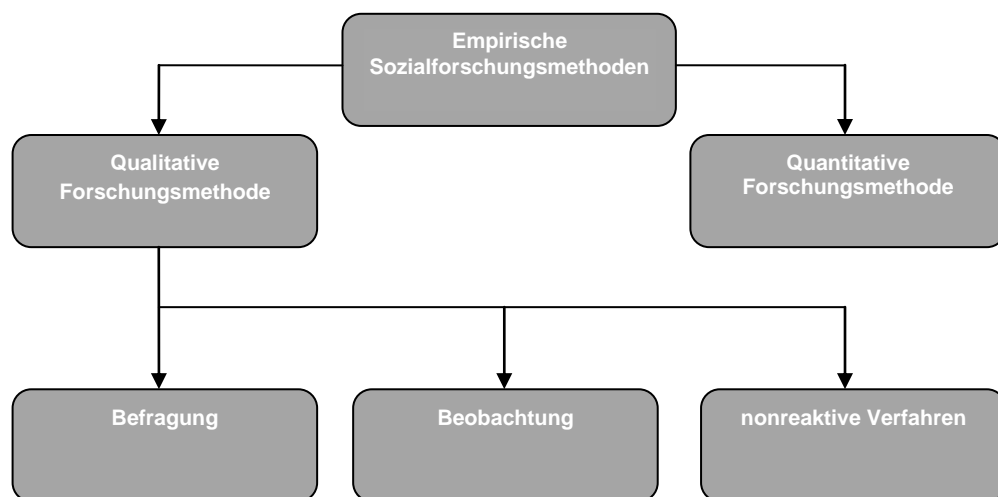 Empirische
Sozialforschungsmethoden
Qualitative
Forschungsmethode
Quantitative
Forschungsmethode
Befragung
Beobachtung
nonreaktive Verfahren